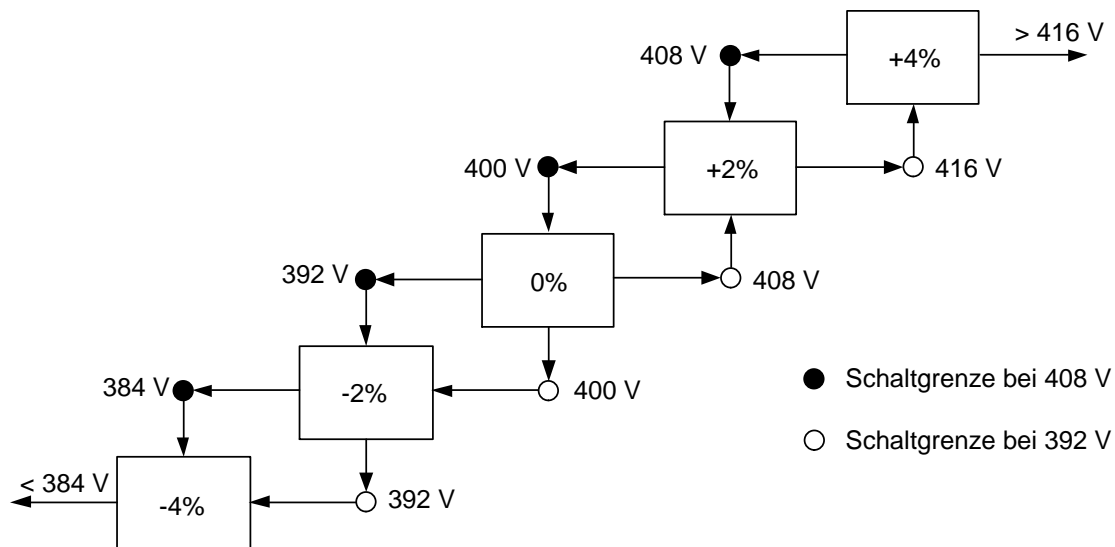 > 416 V
408 V
+4%
400 V
+2%
416 V
392 V
0%
408 V
384 V
-2%
400 V
Schaltgrenze bei 408 V
Schaltgrenze bei 392 V
< 384 V
-4%
392 V